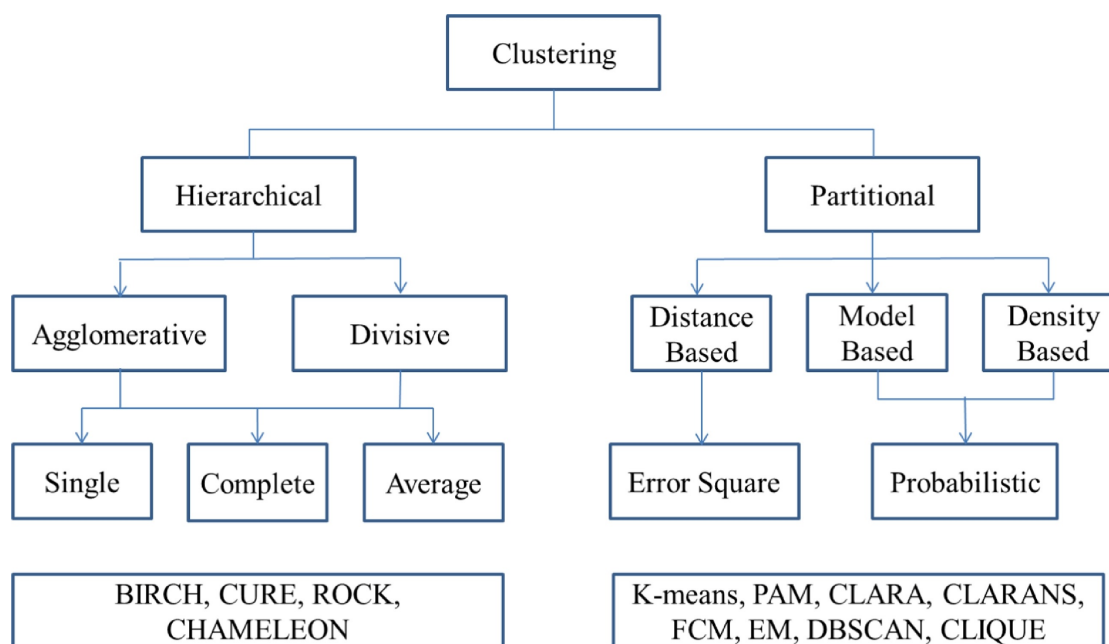 Clustering
Hierarchical
Partitional
Agglomerative
Divisive
Distance
Based
Model
Based
Density
Based
Single
Complete
Average
Error Square
Probabilistic
BIRCH, CURE, ROCK,
CHAMELEON
K-means, PAM, CLARA, CLARANS,
FCM, EM, DBSCAN, CLIQUE